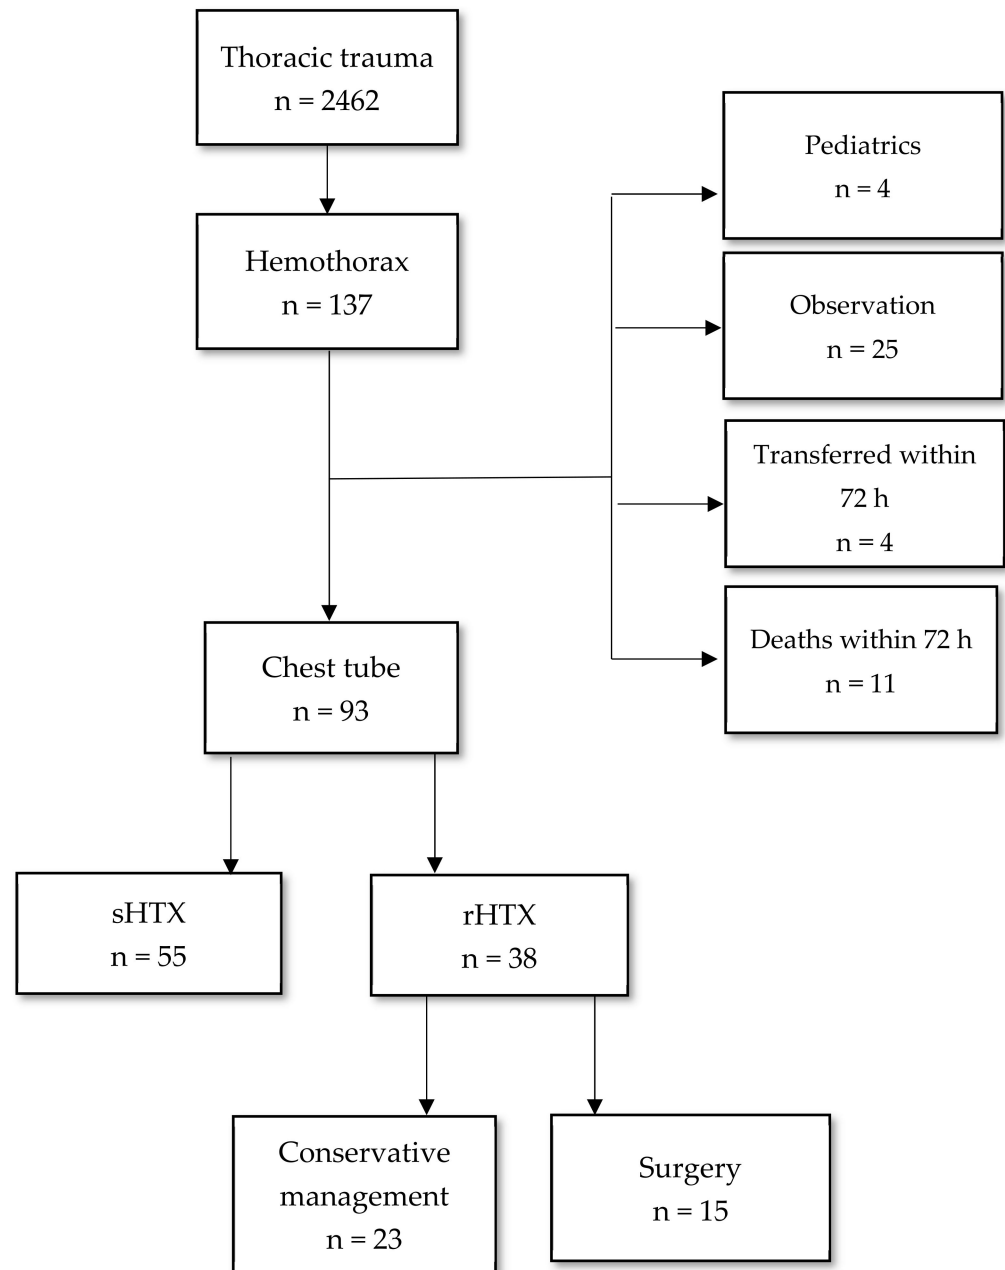 Thoracic trauma
n = 2462
Hemothorax
n = 137
Pediatrics
n = 4
Observation
n = 25
Transferred within
72 h
n = 4
Deaths within 72 h
n = 11
Chest tube
n = 93
sHTX
n = 55
rHTX
n = 38
Conservative
management
n = 23
Surgery
n = 15